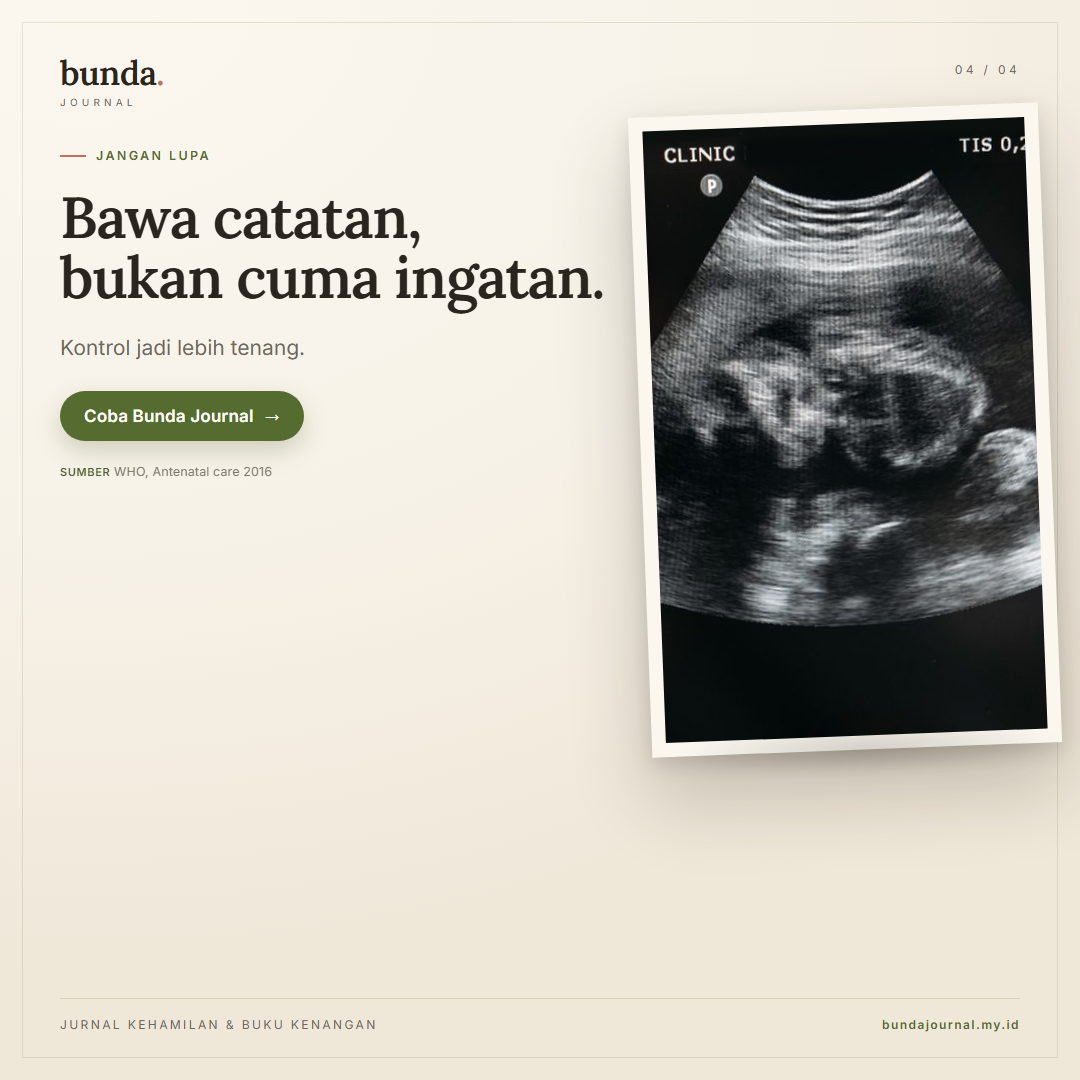 bunda.
JOURNAL
04 / 04
JANGAN LUPA
Bawa catatan,
bukan cuma ingatan.
Kontrol jadi lebih tenang.
Coba Bunda Journal →
SUMBER WHO, Antenatal care 2016
CLINIC
P
TIS 0,2
JURNAL KEHAMILAN & BUKU KENANGAN
bundajournal.my.id